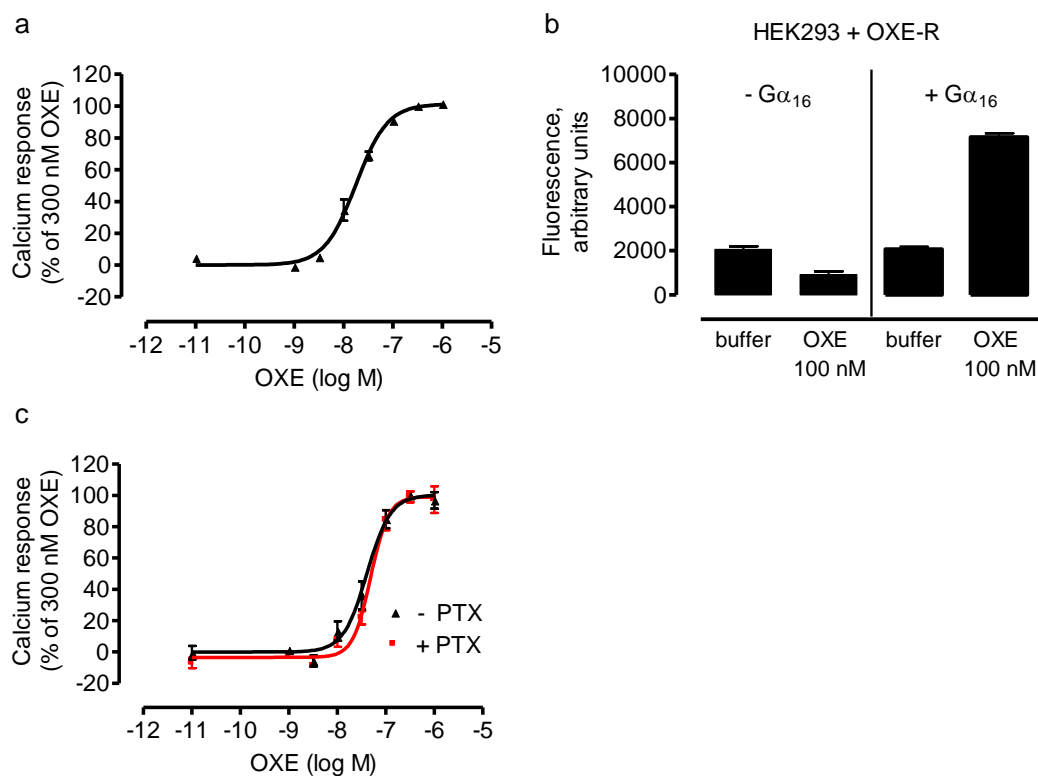 a
Calcium response
(% of 300 nM OXE)
120
100
80
60
40
20
0
-20
-12 -11 -10 -9 -8 -7 -6 -5
OXE (log M)
b
HEK293 + OXE-R
Fluorescence,
arbitrary units
10000
8000
6000
4000
2000
0
- Gα16
+ Gα16
buffer OXE buffer OXE
100 nM 100 nM
c
Calcium response
(% of 300 nM OXE)
120
100
80
60
40
20
0
-20
- PTX
+ PTX
-12 -11 -10 -9 -8 -7 -6 -5
OXE (log M)